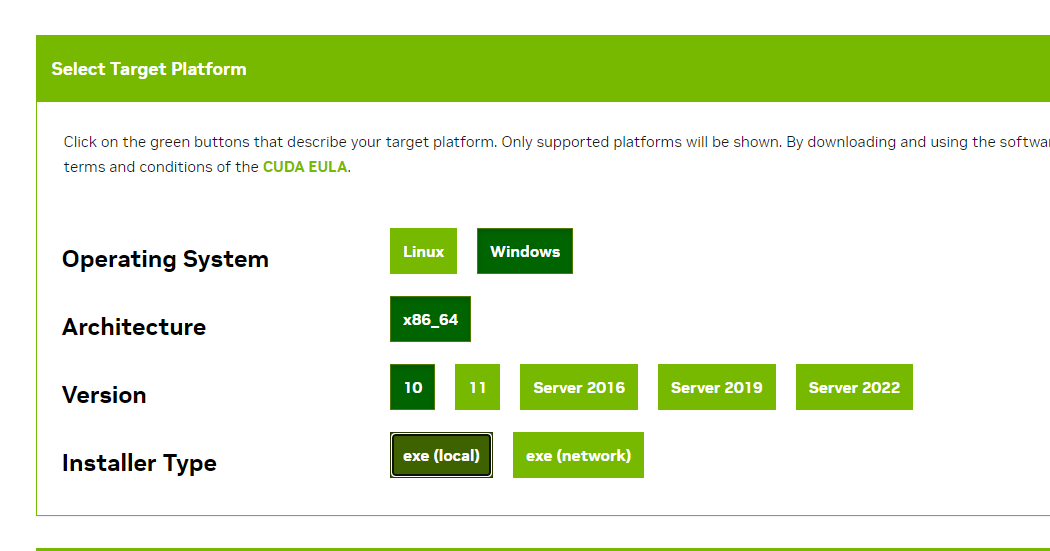 Select Target Platform
Click on the green buttons that describe your target platform. Only supported platforms will be shown. By downloading and using the
terms and conditions of the CUDA EULA.
Operating System Linux Windows
Architecture x86_64
Version 10 11 Server 2016 Server 2019 Server 2022
Installer Type exe (local) exe (network)